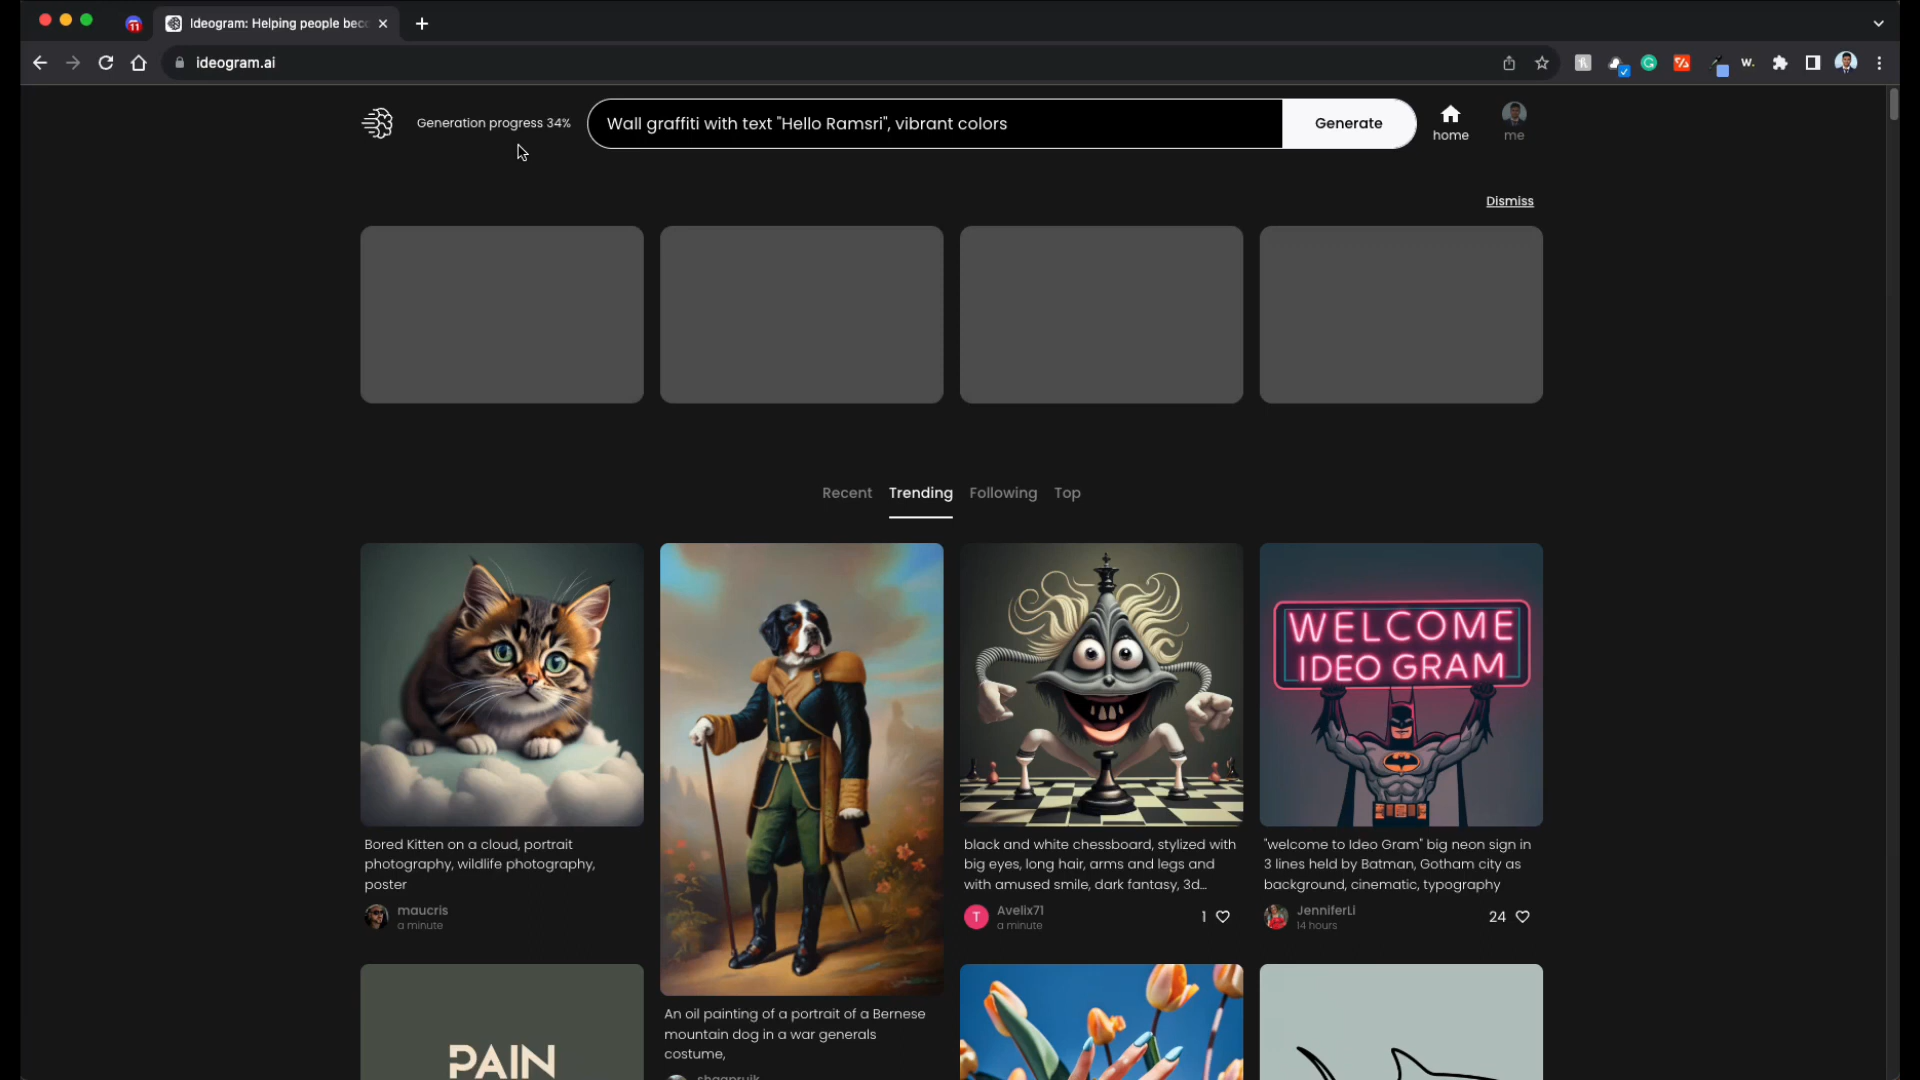 11
Ideogram: Helping people beco
ideogram.ai
W.
Generation progress 34%
Wall graffiti with text "Hello Ramsri", vibrant colors
Generate
home
me
Dismiss
Recent
Trending
Following
Top
WELCOME
IDEO GRAM
Bored Kitten on a cloud, portrait
photography, wildlife photography,
poster
maucris
a minute
An oil painting of a portrait of a Bernese
mountain dog in a war generals
costume,
black and white chessboard, stylized with
big eyes, long hair, arms and legs and
with amused smile, dark fantasy, 3d...
T
Avelix71
a minute
1
"welcome to Ideo Gram" big neon sign in
3 lines held by Batman, Gotham city as
background, cinematic, typography
JenniferLi
14 hours
24
PAIN